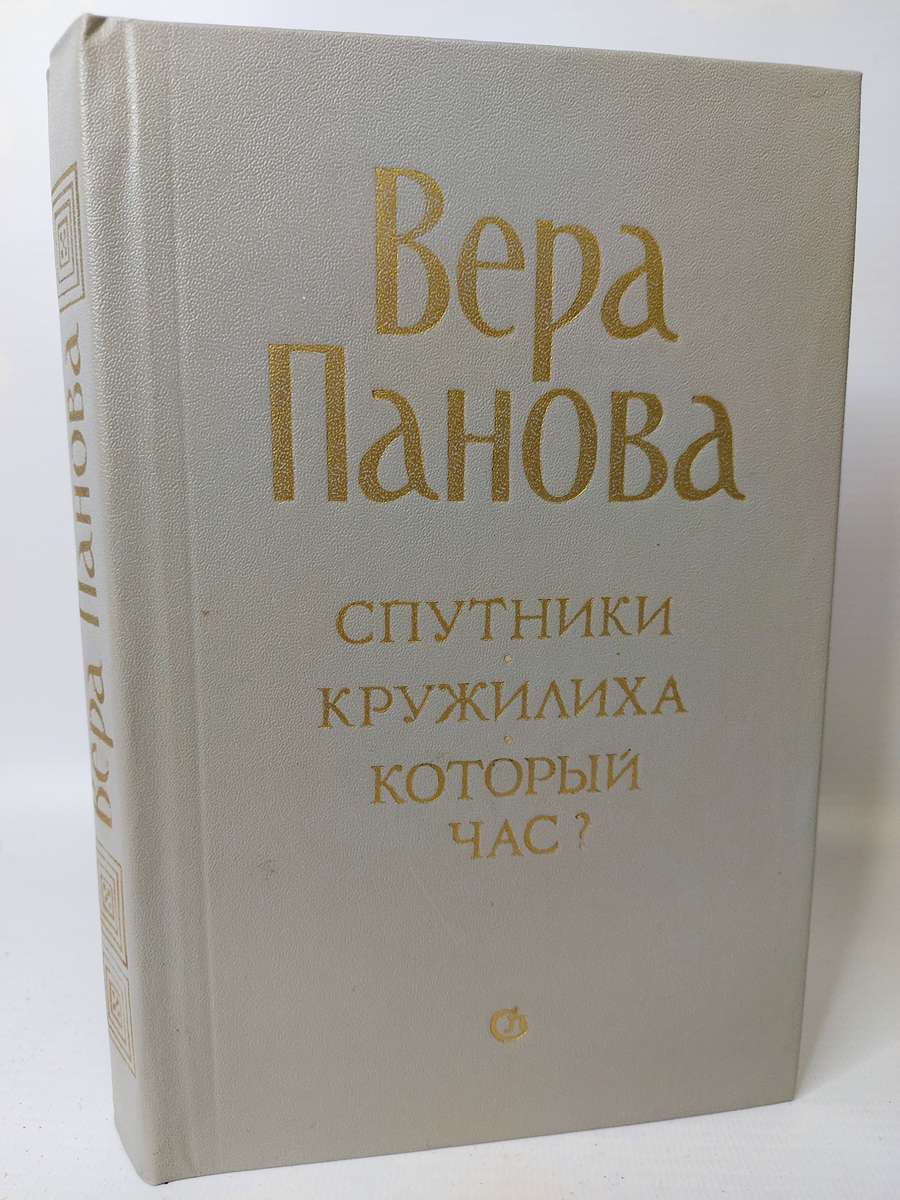 Вера
Панова
СПУТНИКИ
КРУЖИЛИХА
КОТОРЫЙ
ЧАС?
Вера Панова